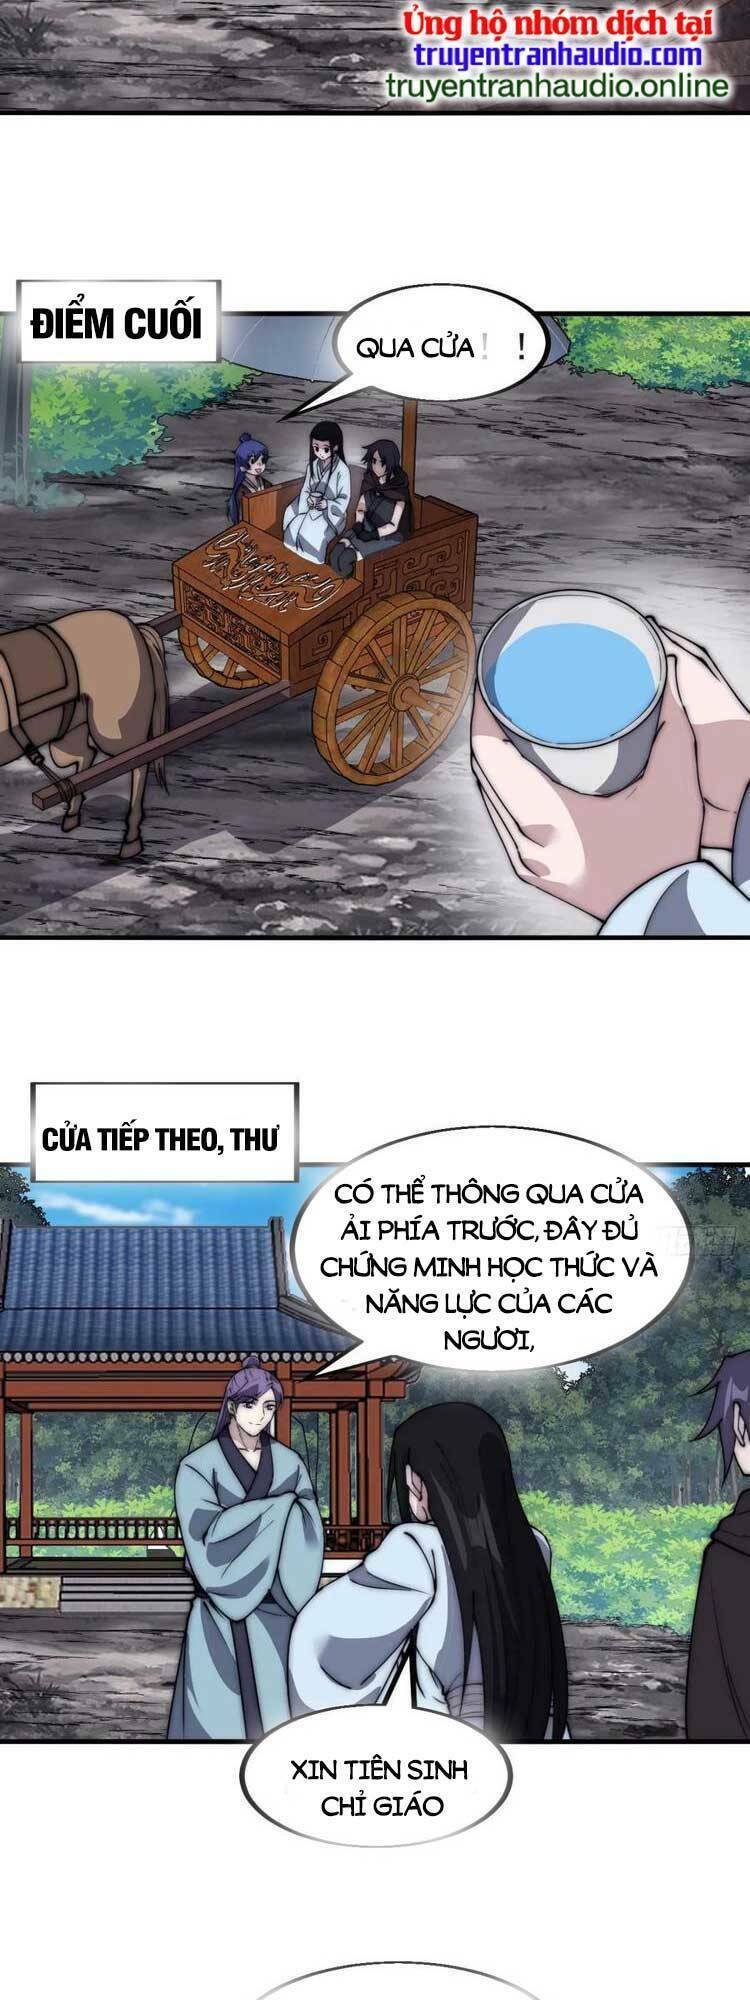 Ủng hộ nhóm dịch tại
truyentranhaudio.com
truyentranhaudio.online
ĐIỂM CUỐI
QUA CỬA! !
CỬA TIẾP THEO, THƯ
CÓ THỂ THÔNG QUA CỬA
ẢI PHÍA TRƯỚC, ĐÂY ĐỦ
CHỨNG MINH HỌC THỨC VÀ
NĂNG LỰC CỦA CÁC
NGƯƠI,
XIN TIÊN SINH
CHỈ GIÁO